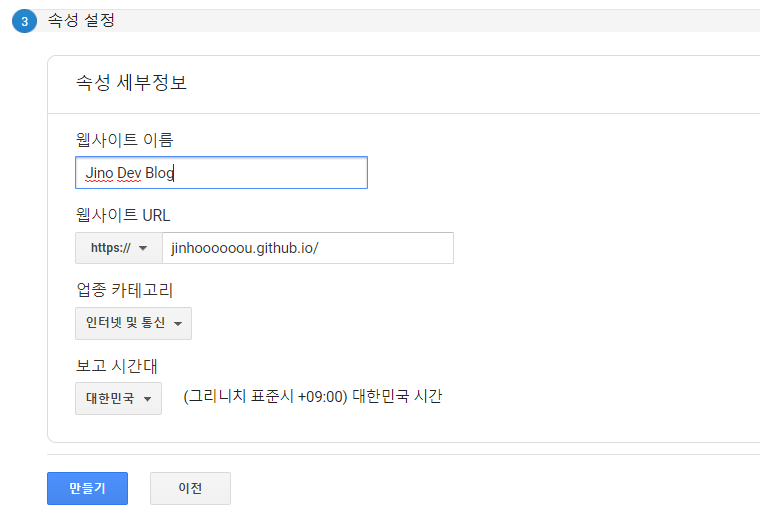 3 속성 설정
속성 세부정보
웹사이트 이름
Jino Dev Blog
웹사이트 URL
https:// jinhoooooou.github.io/
업종 카테고리
인터넷 및 통신
보고 시간대
대한민국 (그리니치 표준시 +09:00) 대한민국 시간
만들기 이전